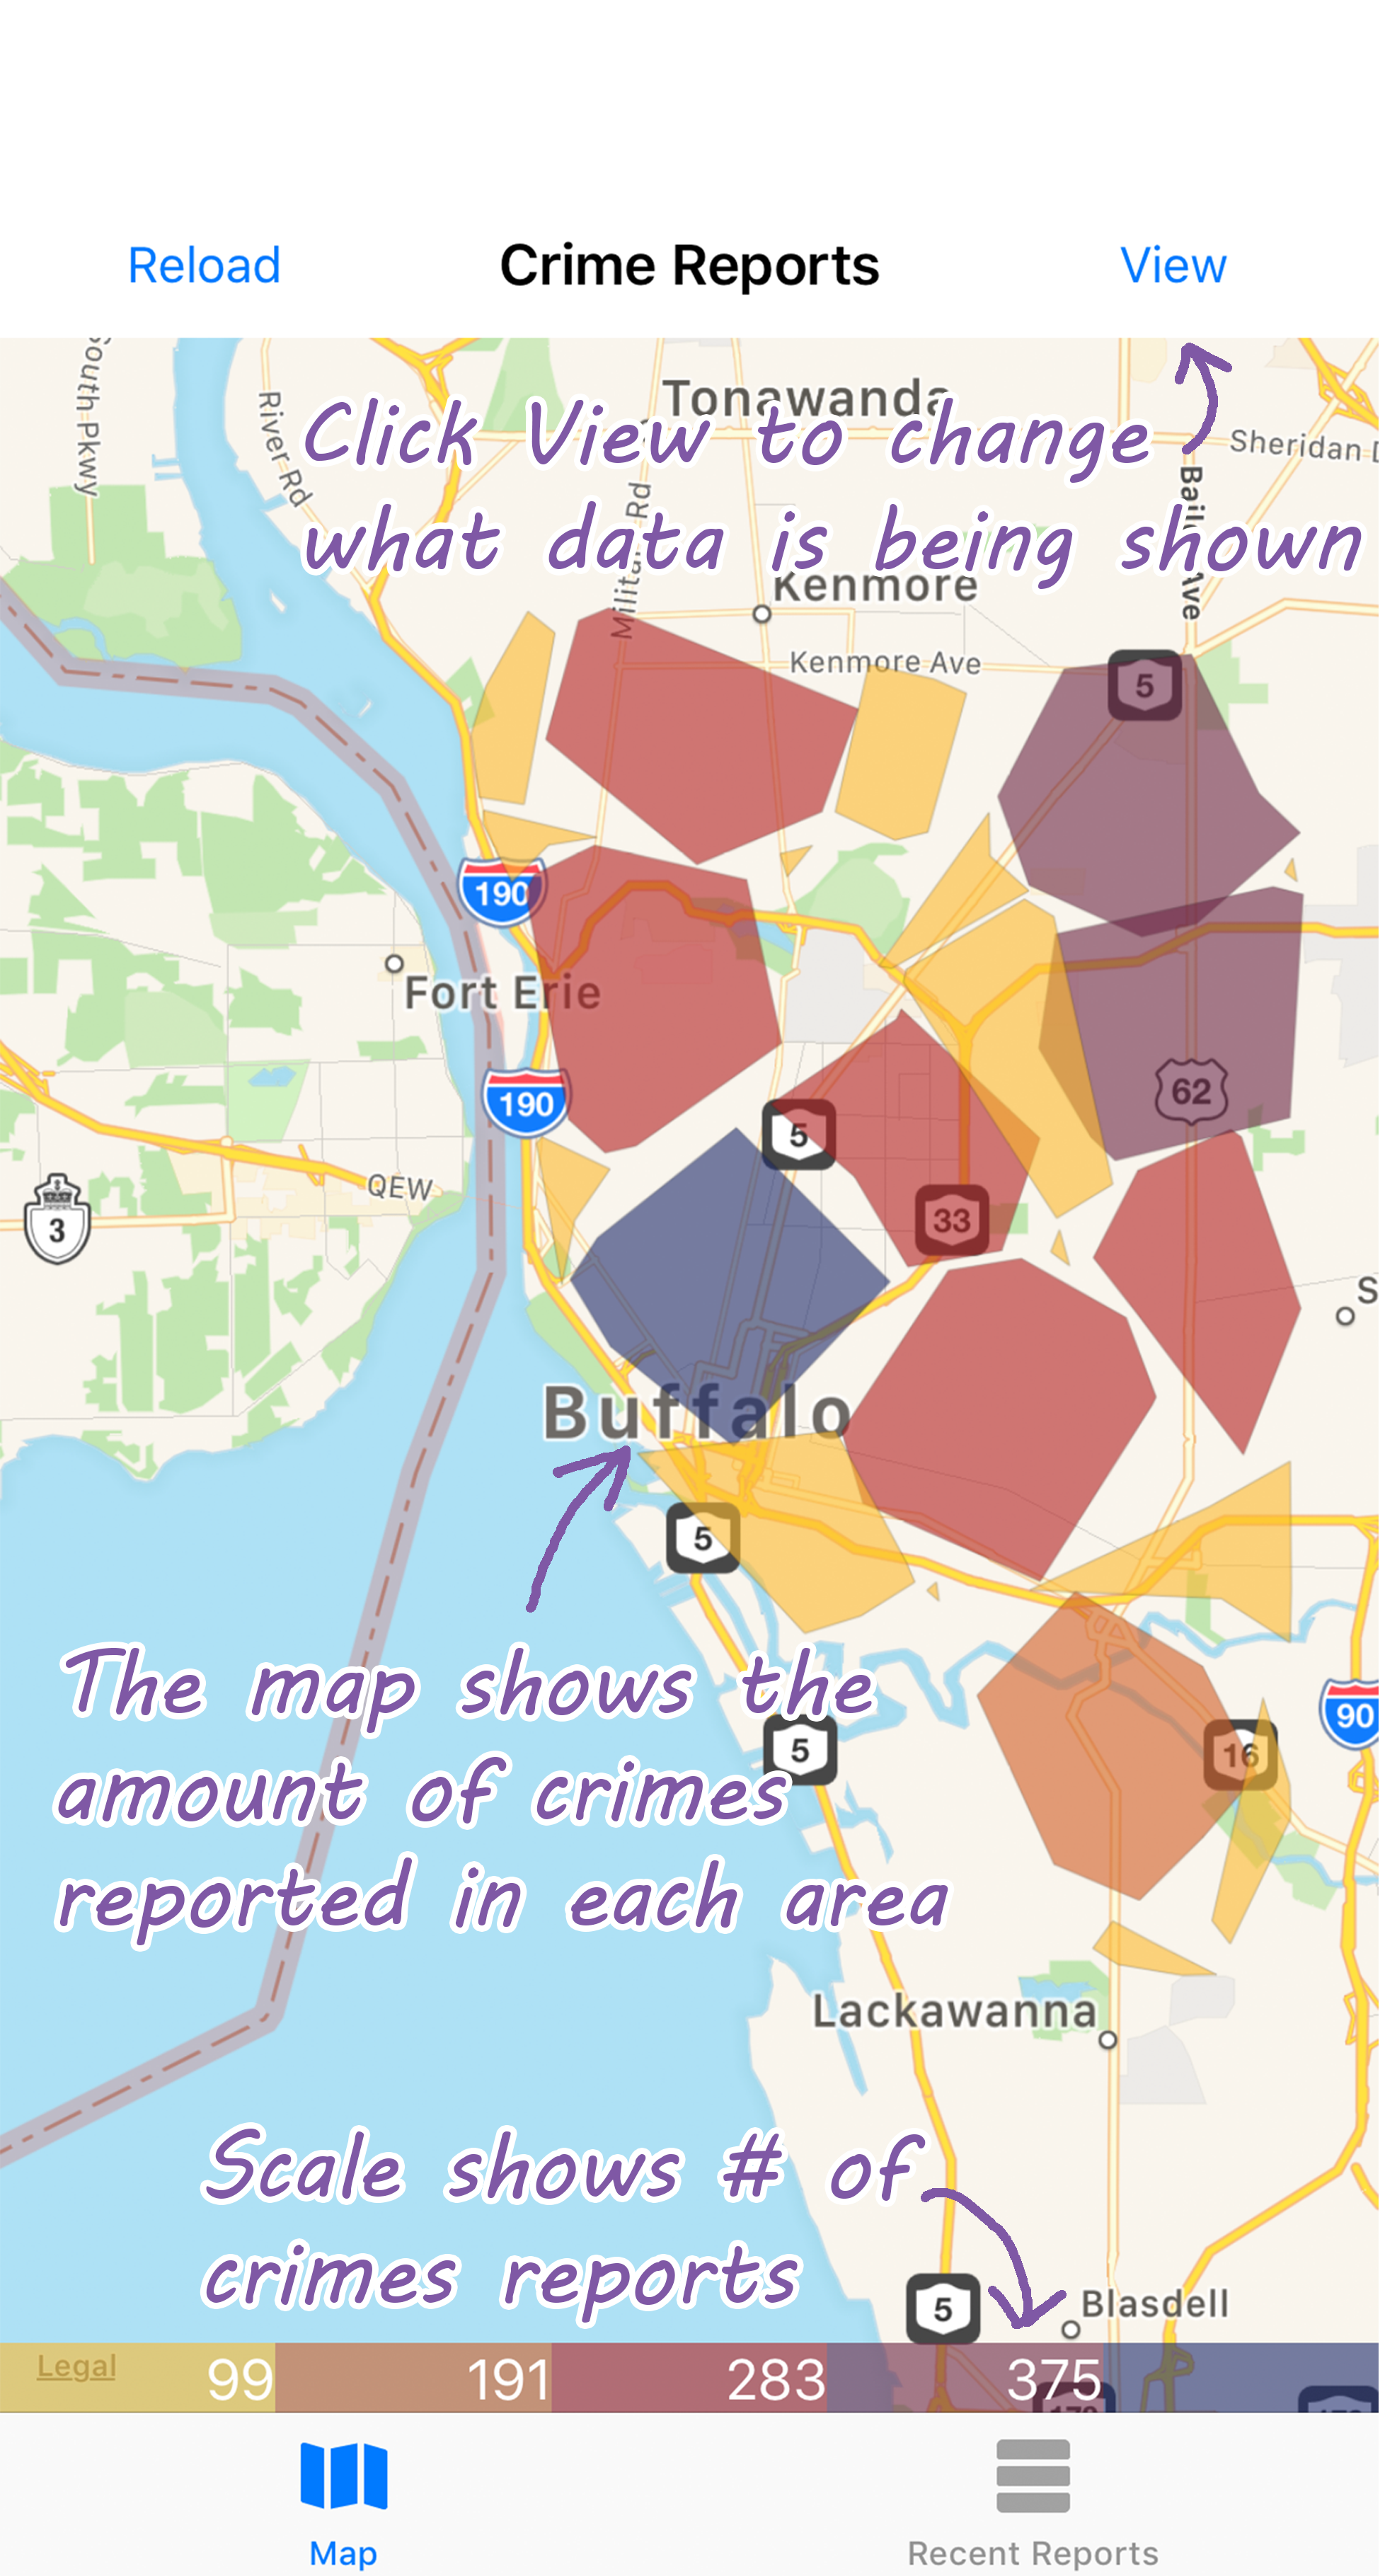 Reload
Crime Reports
View
South Pkwy
River Rd
Tonawanda
Click View to change
Sheridan
Military Rd
Bailey Ave
what data is being shown
Kenmore
Kenmore Ave
5
190
Fort Erie
190
62
5
QEW
33
3
S
Buffalo
5
The map shows the
90
5
16
amount of crimes
reported in each area
Lackawanna
Scale shows # of
crimes reports
5
Blasdell
Legal
99
191
283
375
Map
Recent Reports